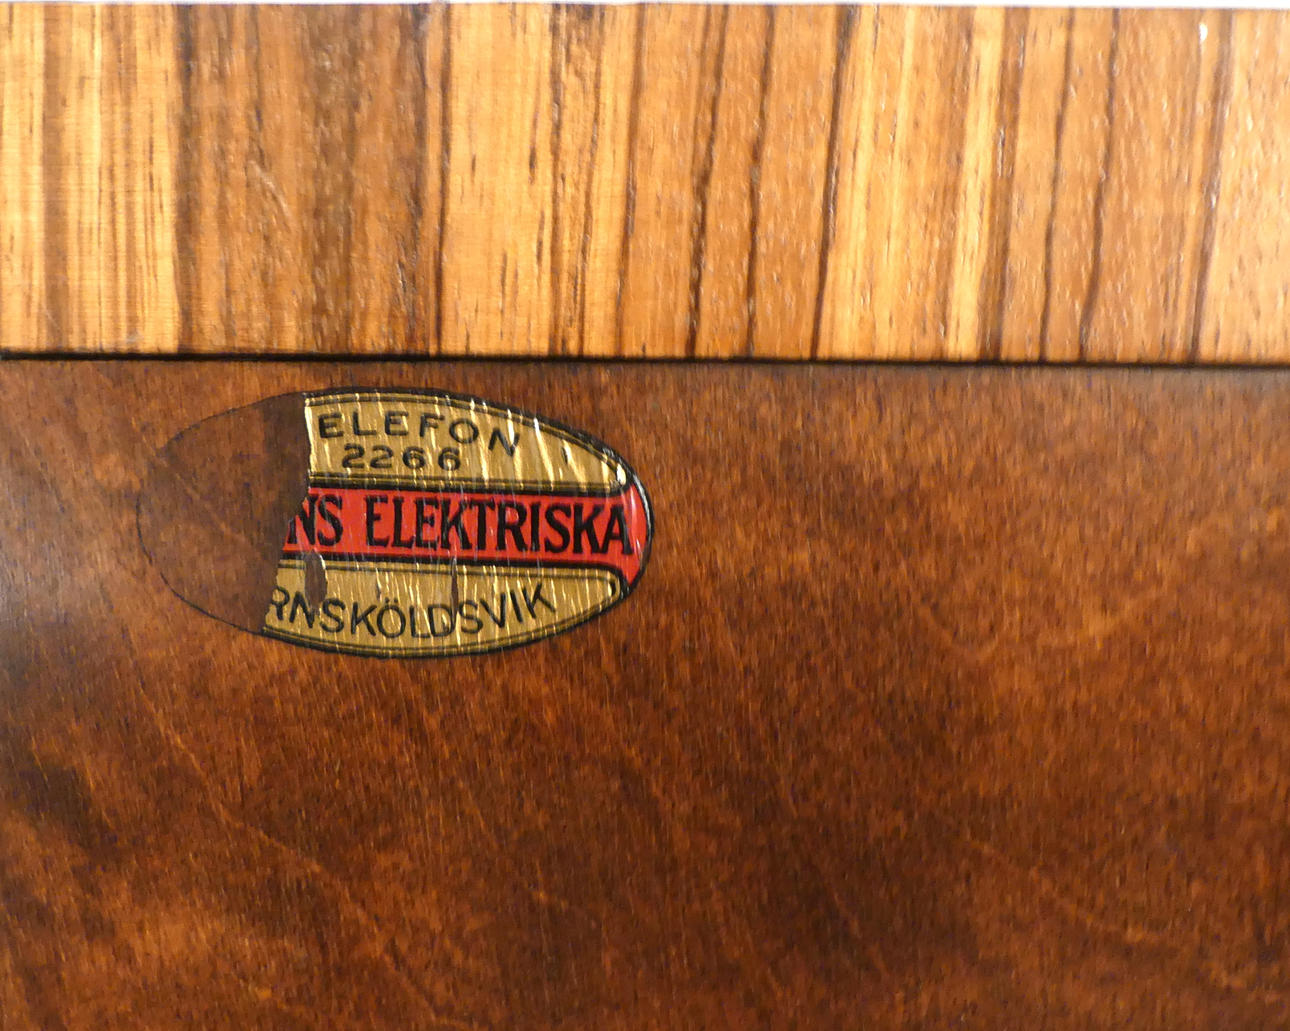 ELEFON
2266
NS ELEKTRISKA
RNSKÖLDSVIK